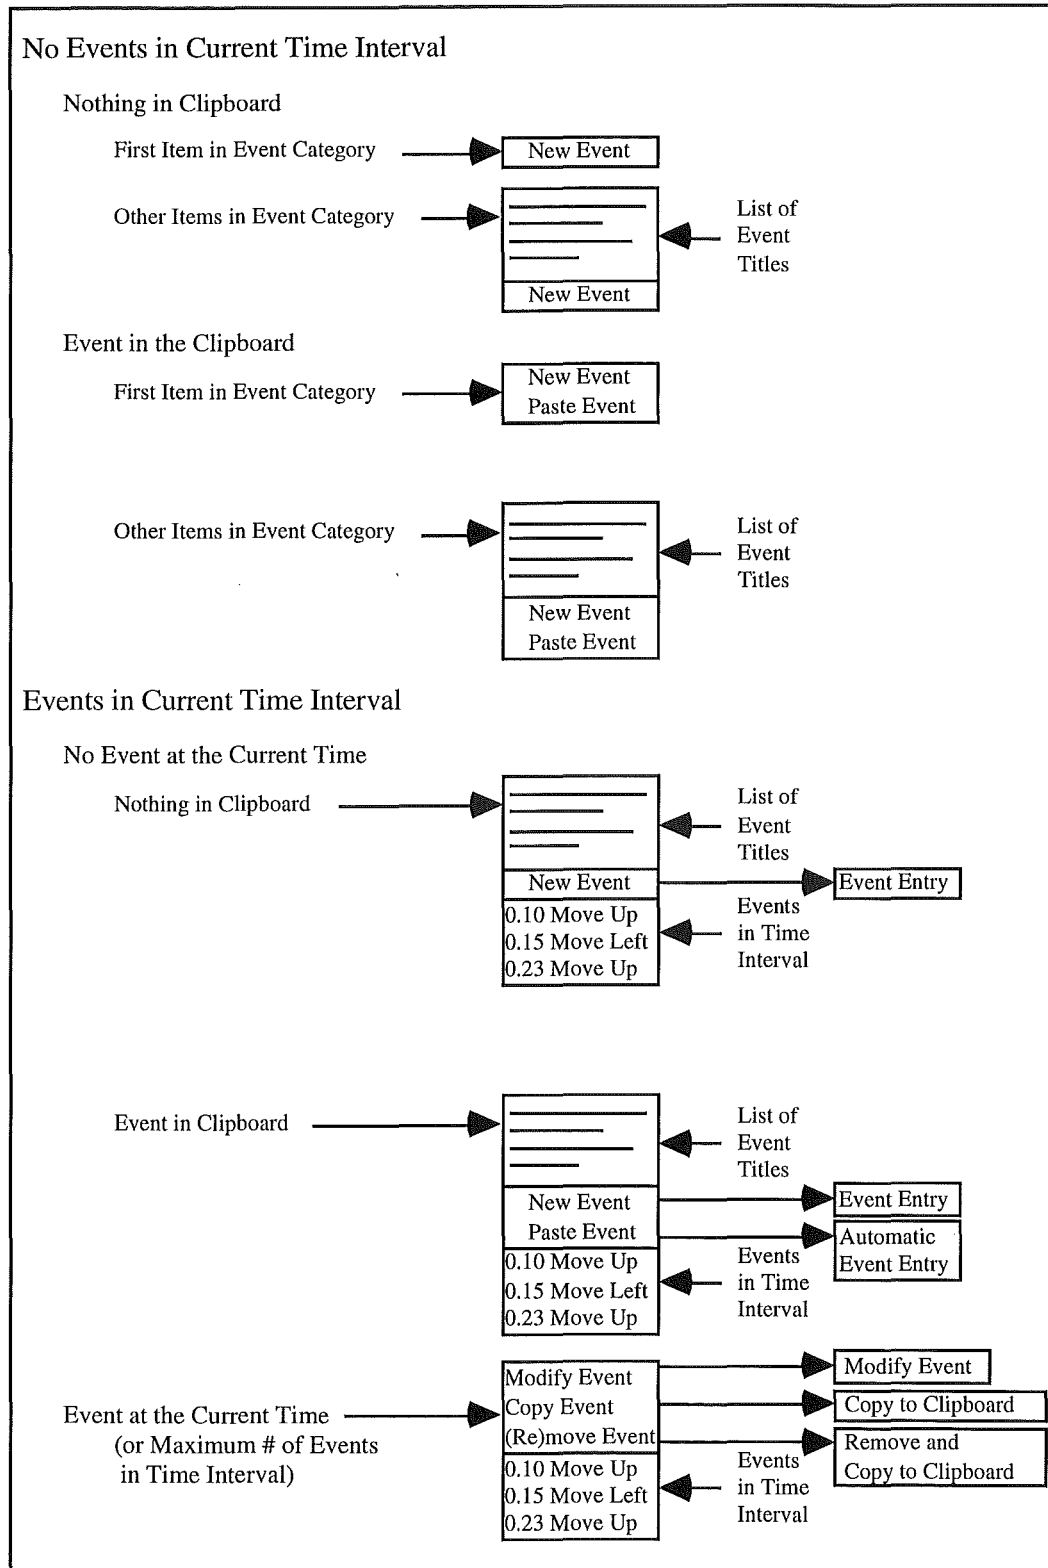 No Events in Current Time Interval
Nothing in Clipboard
First Item in Event Category
New Event
Other Items in Event Category
List of
Event
Titles
New Event
Event in the Clipboard
First Item in Event Category
New Event
Paste Event
Other Items in Event Category
List of
Event
Titles
New Event
Paste Event
Events in Current Time Interval
No Event at the Current Time
Nothing in Clipboard
List of
Event
Titles
New Event
Event Entry
0.10 Move Up
0.15 Move Left
0.23 Move Up
Events
in Time
Interval
Event in Clipboard
List of
Event
Titles
New Event
Paste Event
Event Entry
Automatic
Event Entry
0.10 Move Up
0.15 Move Left
0.23 Move Up
Events
in Time
Interval
Event at the Current Time
(or Maximum # of Events
in Time Interval)
Modify Event
Copy Event
(Re)move Event
Modify Event
Copy to Clipboard
Remove and
Copy to Clipboard
0.10 Move Up
0.15 Move Left
0.23 Move Up
Events
in Time
Interval